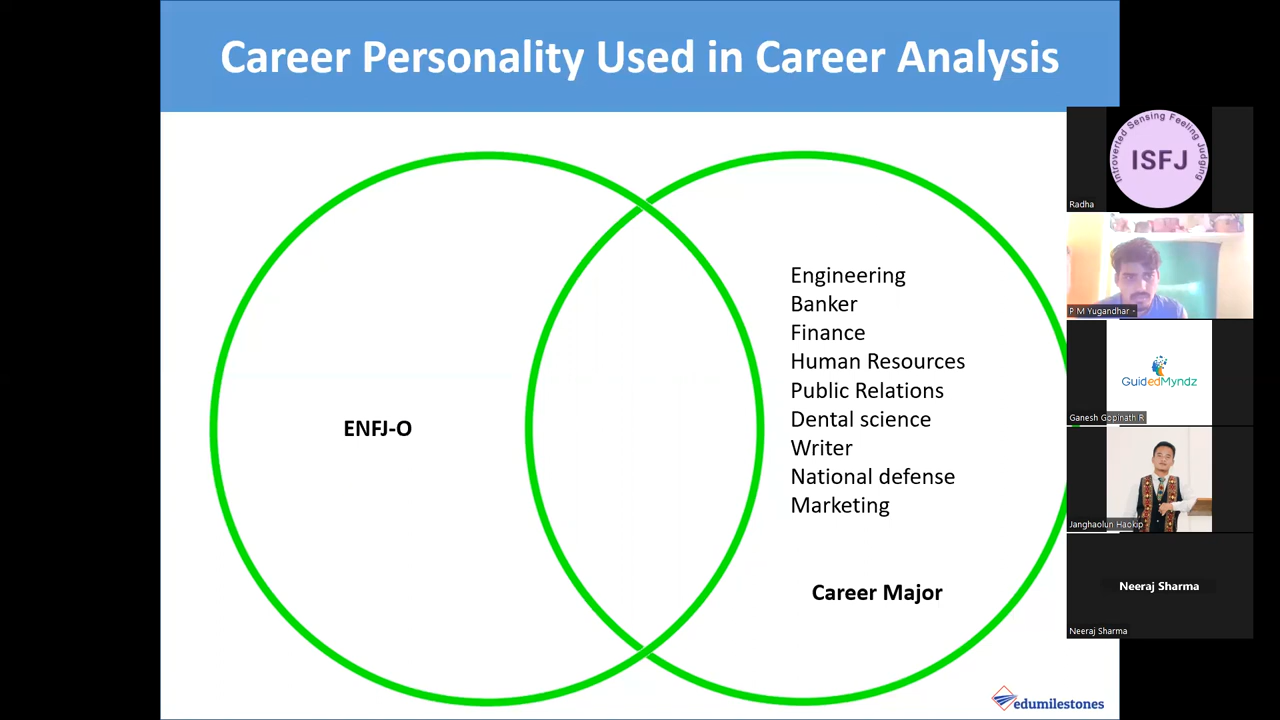 Career Personality Used in Career Analysis
ENFJ-O
Engineering
Banker
Finance
Human Resources
Public Relations
Dental science
Writer
National defense
Marketing
Career Major
edumilestones
Introverted Sensing Feeling Judging
ISFJ
Radha
P M Yugandhar -
GuidedMyndz
Ganesh Gopinath R
Janghaolun Haokip
Neeraj Sharma
Neeraj Sharma